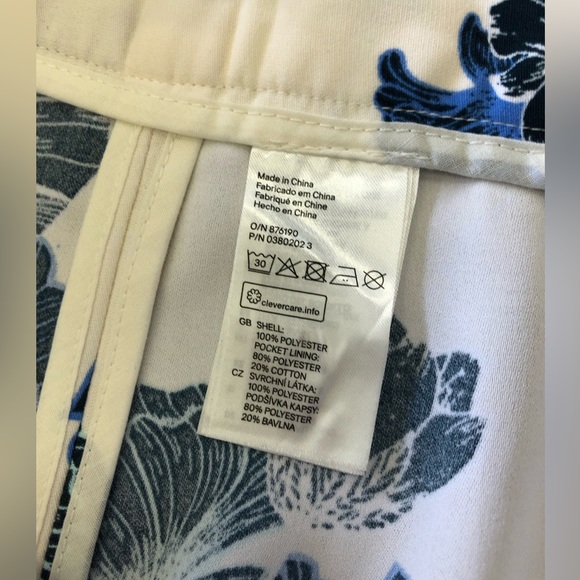 Made in China
Fabricado em China
Fabriqué en Chine
Hecho en China
O/N 876190
P/N 0380202 3
30
clevercare.info
GB SHELL:
100% POLYESTER
POCKET LINING:
80% POLYESTER
20% COTTON
CZ SVRCHNÍ LÁTKA:
100% POLYESTER
PODŠÍVKA KAPSY:
80% POLYESTER
20% BAVLNA